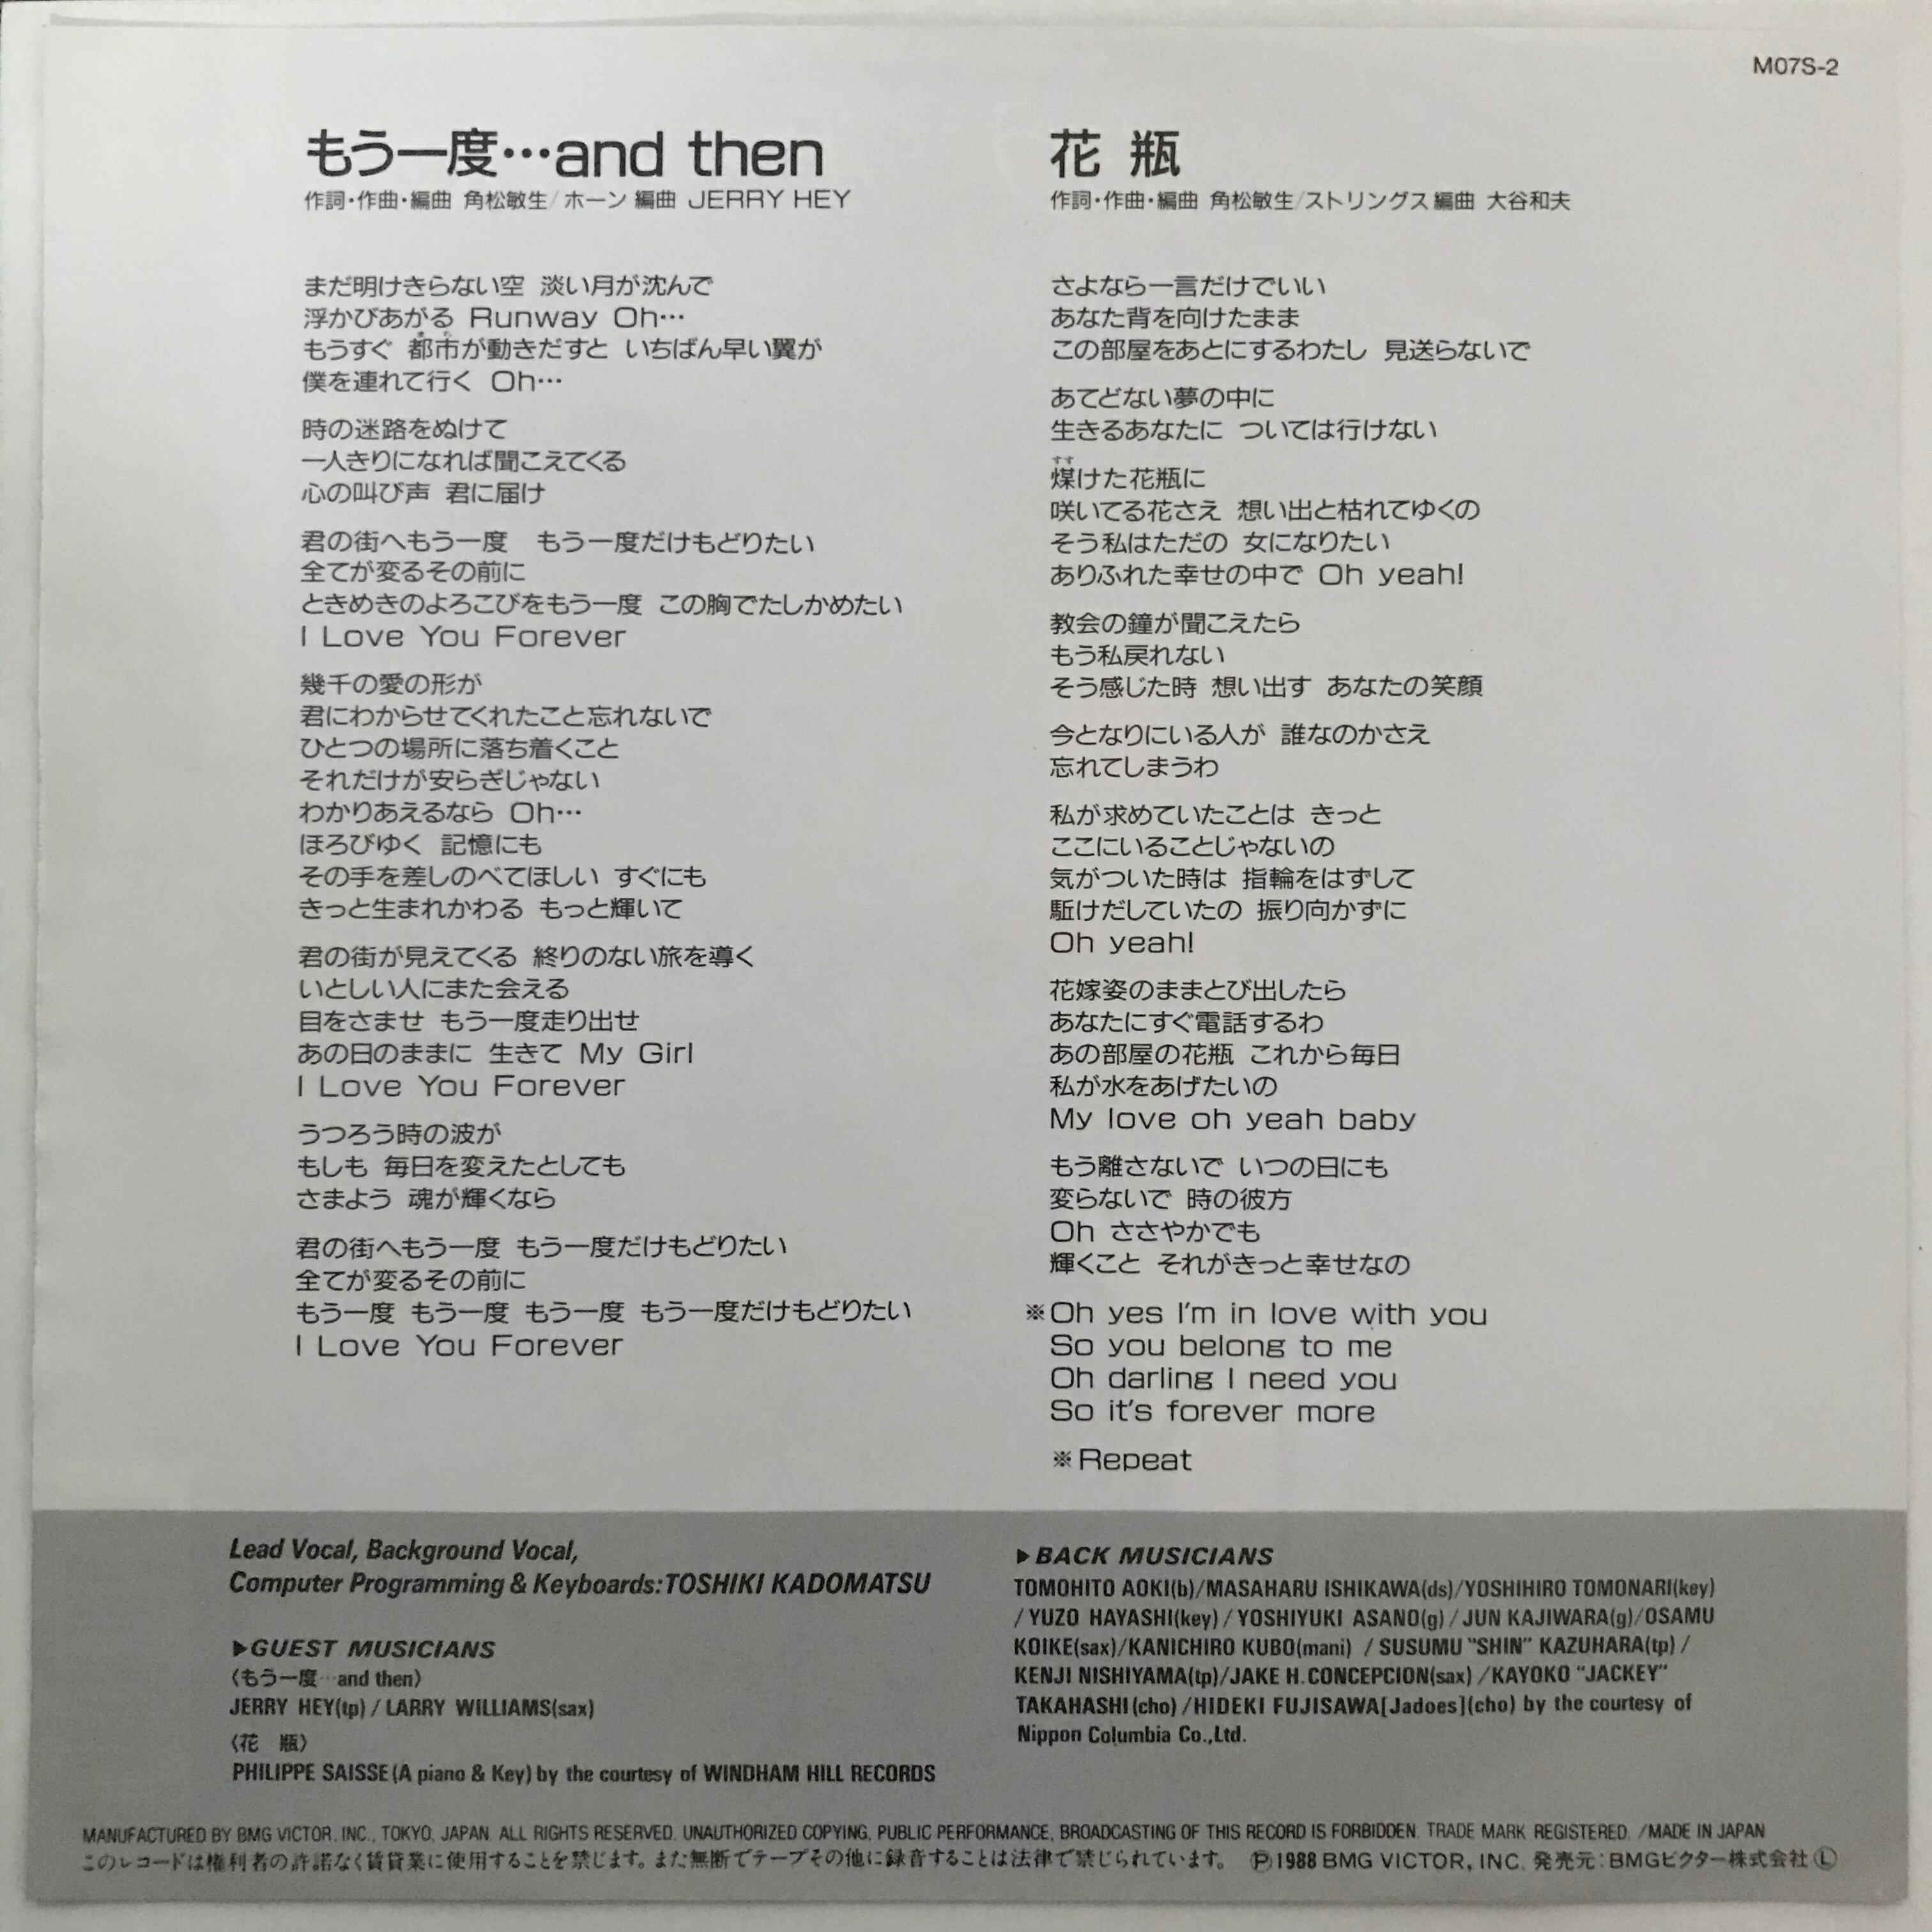 M07S-2
もう一度…and then
作詞・作曲・編曲 角松敏生/ホーン 編曲 JERRY HEY
まだ明けきらない空 淡い月が沈んで
浮かびあがる Runway Oh…
もうすぐ 都市が動きだすと いちばん早い翼が
僕を連れて行く Oh…
時の迷路をぬけて
一人きりになれば聞こえてくる
心の叫び声 君に届け
君の街へもう一度 もう一度だけもどりたい
全てが変るその前に
ときめきのよろこびをもう一度 この胸でたしかめたい
I Love You Forever
幾千の愛の形が
君にわからせてくれたこと忘れないで
ひとつの場所に落ち着くこと
それだけが安らぎじゃない
わかりあえるなら Oh…
ほろびゆく 記憶にも
その手を差しのべてほしい すぐにも
きっと生まれかわる もっと輝いて
君の街が見えてくる 終りのない旅を導く
いとしい人にまた会える
目をさませ もう一度走り出せ
あの日のままに 生きて My Girl
I Love You Forever
うつろう時の波が
もしも 毎日を変えたとしても
さまよう 魂が輝くなら
君の街へもう一度 もう一度だけもどりたい
全てが変るその前に
もう一度 もう一度 もう一度 もう一度だけもどりたい
I Love You Forever
花 瓶
作詞・作曲・編曲 角松敏生/ストリングス編曲 大谷和夫
さよなら一言だけでいい
あなた背を向けたまま
この部屋をあとにするわたし 見送らないで
あてどない夢の中に
生きるあなたに ついては行けない
すす
煤けた花瓶に
咲いてる花さえ 想い出と枯れてゆくの
そう私はただの 女になりたい
ありふれた幸せの中で Oh yeah!
教会の鐘が聞こえたら
もう私戻れない
そう感じた時 想い出す あなたの笑顔
今となりにいる人が 誰なのかさえ
忘れてしまうわ
私が求めていたことは きっと
ここにいることじゃないの
気がついた時は 指輪をはずして
駈けだしていたの 振り向かずに
Oh yeah!
花嫁姿のままとび出したら
あなたにすぐ電話するわ
あの部屋の花瓶 これから毎日
私が水をあげたいの
My love oh yeah baby
もう離さないで いつの日にも
変らないで 時の彼方
Oh ささやかでも
輝くこと それがきっと幸せなの
※Oh yes I'm in love with you
So you belong to me
Oh darling I need you
So it's forever more
※Repeat
Lead Vocal, Background Vocal,
Computer Programming & Keyboards:TOSHIKI KADOMATSU
▶GUEST MUSICIANS
〈もう一度…and then〉
JERRY HEY(tp) / LARRY WILLIAMS(sax)
〈花 瓶〉
PHILIPPE SAISSE(A piano & Key) by the courtesy of WINDHAM HILL RECORDS
▶BACK MUSICIANS
TOMOHITO AOKI(b)/MASAHARU ISHIKAWA(ds)/YOSHIHIRO TOMONARI(key)
/ YUZO HAYASHI(key) / YOSHIYUKI ASANO(g) / JUN KAJIWARA(g)/OSAMU
KOIKE(sax)/KANICHIRO KUBO(mani) / SUSUMU "SHIN" KAZUHARA(tp) /
KENJI NISHIYAMA(tp)/JAKE H. CONCEPCION(sax) /KAYOKO "JACKEY"
TAKAHASHI(cho) /HIDEKI FUJISAWA[Jadoes](cho) by the courtesy of
Nippon Columbia Co.,Ltd.
MANUFACTURED BY BMG VICTOR, INC., TOKYO, JAPAN. ALL RIGHTS RESERVED. UNAUTHORIZED COPYING, PUBLIC PERFORMANCE, BROADCASTING OF THIS RECORD IS FORBIDDEN. TRADE MARK REGISTERED. /MADE IN JAPAN
このレコードは権利者の許諾なく賃貸業に使用することを禁じます。また無断でテープその他に録音することは法律で禁じられています。 Ⓟ1988 BMG VICTOR, INC. 発売元:BMGビクター株式会社 Ⓛ